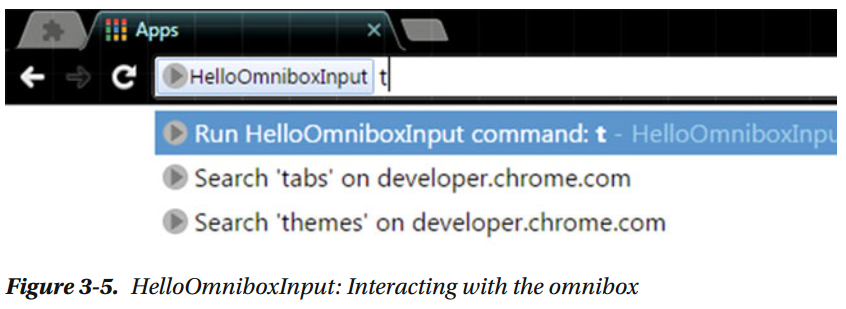 Apps
HelloOmniboxInput t
Run HelloOmniboxInput command: t - HelloOmniboxInpu
Search 'tabs' on developer.chrome.com
Search 'themes' on developer.chrome.com
Figure 3-5. HelloOmniboxInput: Interacting with the omnibox